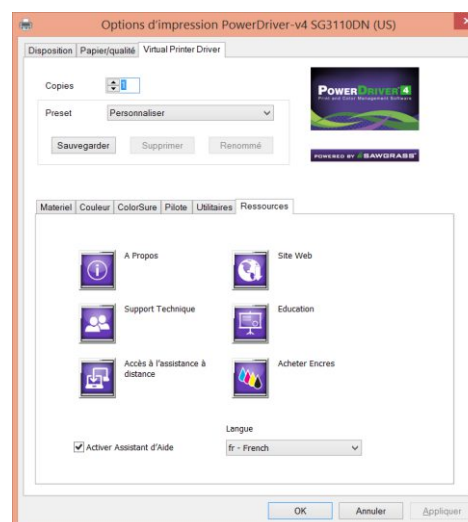 Options d'impression PowerDriver-v4 SG3110DN (US)
Disposition Papier/qualité Virtual Printer Driver
Copies 1
Preset Personnaliser
Sauvegarder Supprimer Renommé
POWERDRIVER 4
Print and Color Management Software
POWERED BY SAWGRASS
Materiel Couleur ColorSure Pilote Utilitaires Ressources
A Propos Site Web
Support Technique Education
Accès à l'assistance à distance Acheter Encres
Langue
Activer Assistant d'Aide fr - French
OK Annuler Appliquer